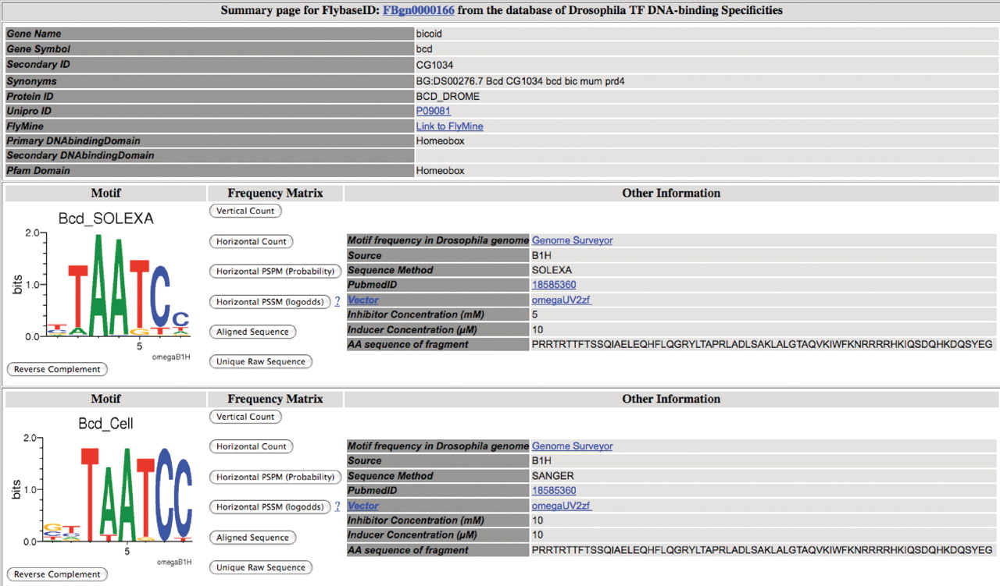 Summary page for FlybaseID: FBgn0000166 from the database of Drosophila TF DNA-binding Specificities
Gene Name bicoid
Gene Symbol bcd
Secondary ID CG1034
Synonyms BG:DS00276.7 Bcd CG1034 bcd bic mum prd4
Protein ID BCD_DROME
Unipro ID P09081
FlyMine Link to FlyMine
Primary DNAbindingDomain Homeobox
Secondary DNAbindingDomain
Pfam Domain Homeobox
Motif Frequency Matrix Other Information
Bcd_SOLEXA
2.0
1.0
0.0
bits
TAATCC
5
omegaB1H
Reverse Complement
Vertical Count
Horizontal Count
Horizontal PSPM (Probability)
Horizontal PSSM (logodds) ?
Aligned Sequence
Unique Raw Sequence
Motif frequency in Drosophila genome Genome Surveyor
Source B1H
Sequence Method SOLEXA
PubmedID 18585360
Vector omegaUV2zf
Inhibitor Concentration (mM) 5
Inducer Concentration (µM) 10
AA sequence of fragment PRRTRTTFTSSQIAELEQHFLQGRYLTAPRLADLSAKLALGTAQVKIWFKNRRRRHKIQSDQHKDQSYEG
Motif Frequency Matrix Other Information
Bcd_Cell
2.0
1.0
0.0
bits
TAATCC
5
omegaB1H
Reverse Complement
Vertical Count
Horizontal Count
Horizontal PSPM (Probability)
Horizontal PSSM (logodds) ?
Aligned Sequence
Unique Raw Sequence
Motif frequency in Drosophila genome Genome Surveyor
Source B1H
Sequence Method SANGER
PubmedID 18585360
Vector omegaUV2zf
Inhibitor Concentration (mM) 10
Inducer Concentration (µM) 10
AA sequence of fragment PRRTRTTFTSSQIAELEQHFLQGRYLTAPRLADLSAKLALGTAQVKIWFKNRRRRHKIQSDQHKDQSYEG